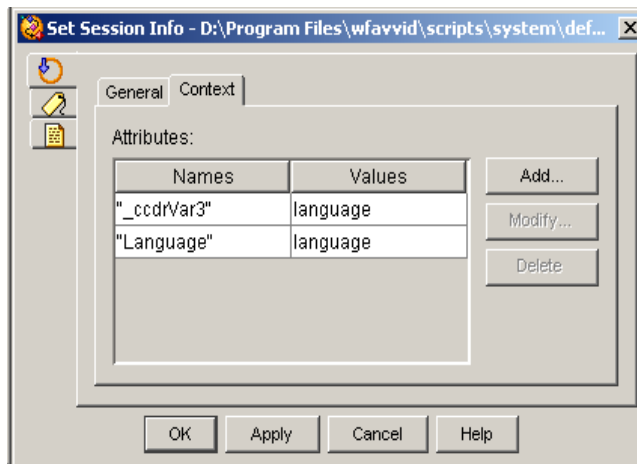 Set Session Info - D:\Program Files\wfavvid\scripts\system\def...
General Context
Attributes:
Names Values
"_ccdrVar3" language
"Language" language
Add...
Modify...
Delete
OK Apply Cancel Help